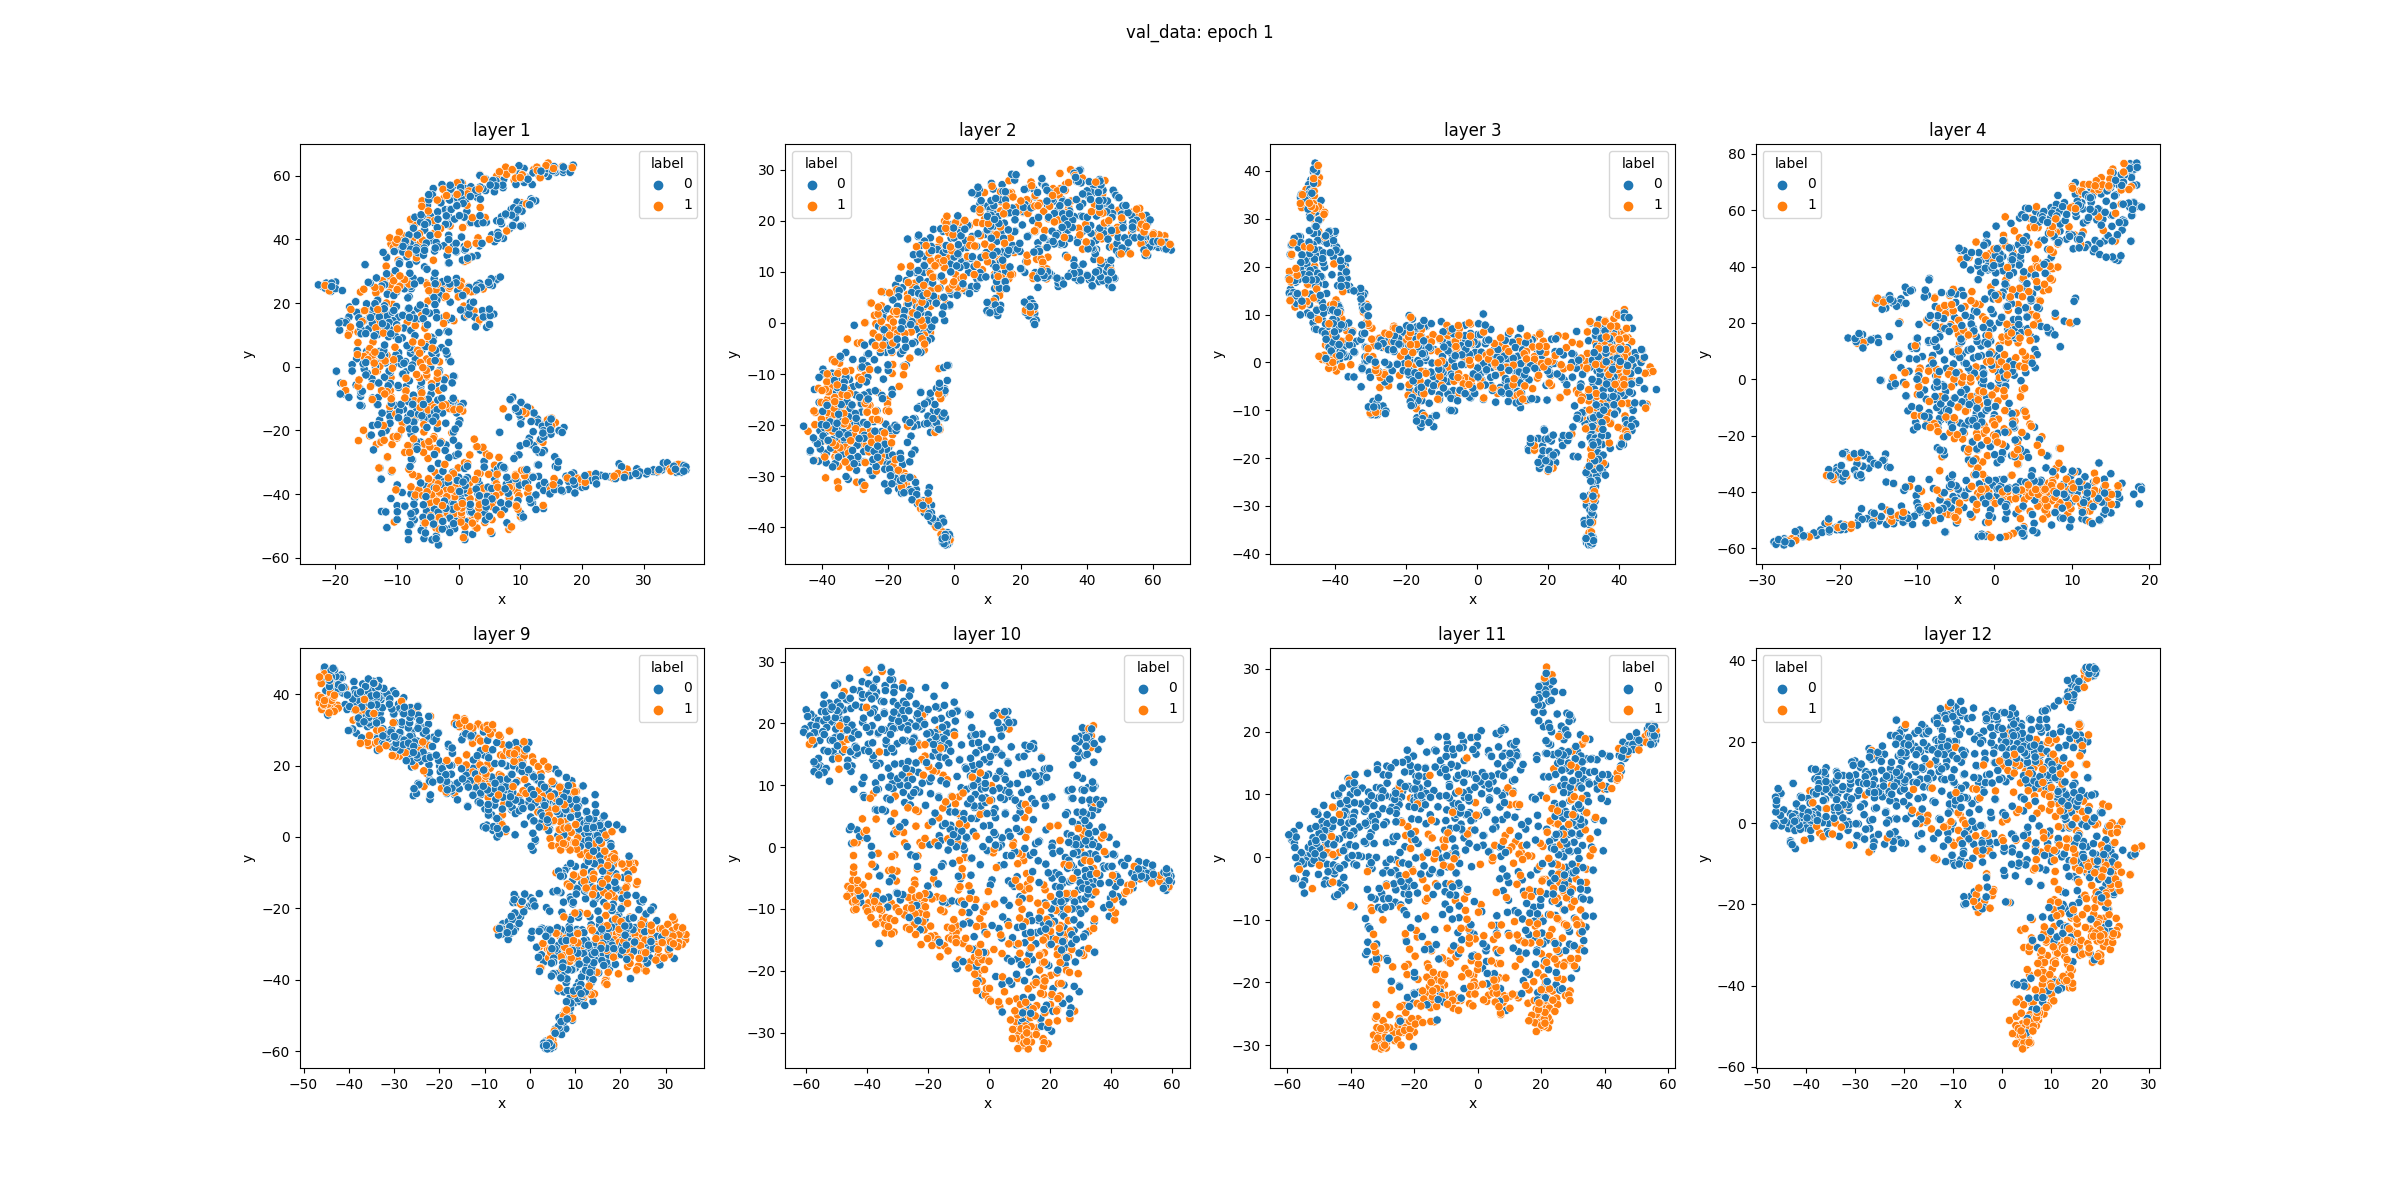 val_data: epoch 1
layer 1
layer 2
layer 3
layer 4
label
0
1
label
0
1
label
0
1
label
0
1
60
40
20
0
−20
−40
−60
y
30
20
10
0
−10
−20
−30
−40
y
40
30
20
10
0
−10
−20
−30
−40
y
80
60
40
20
0
−20
−40
−60
y
−20 −10 0 10 20 30
x
−40 −20 0 20 40 60
x
−40 −20 0 20 40
x
−30 −20 −10 0 10 20
x
layer 9
layer 10
layer 11
layer 12
label
0
1
label
0
1
label
0
1
label
0
1
40
20
0
−20
−40
−60
y
30
20
10
0
−10
−20
−30
y
30
20
10
0
−10
−20
−30
y
40
20
0
−20
−40
−60
y
−50 −40 −30 −20 −10 0 10 20 30
x
−60 −40 −20 0 20 40 60
x
−60 −40 −20 0 20 40 60
x
−50 −40 −30 −20 −10 0 10 20 30
x